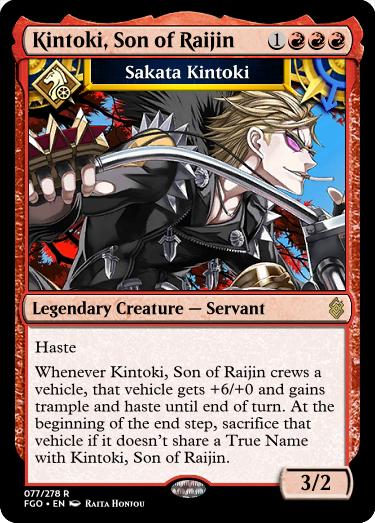 Kintoki, Son of Raijin 1
Sakata Kintoki
Legendary Creature — Servant
Haste
Whenever Kintoki, Son of Raijin crews a
vehicle, that vehicle gets +6/+0 and gains
trample and haste until end of turn. At the
beginning of the end step, sacrifice that
vehicle if it doesn't share a True Name
with Kintoki, Son of Raijin.
077/278 R
FGO • EN Raita Honjou
3/2